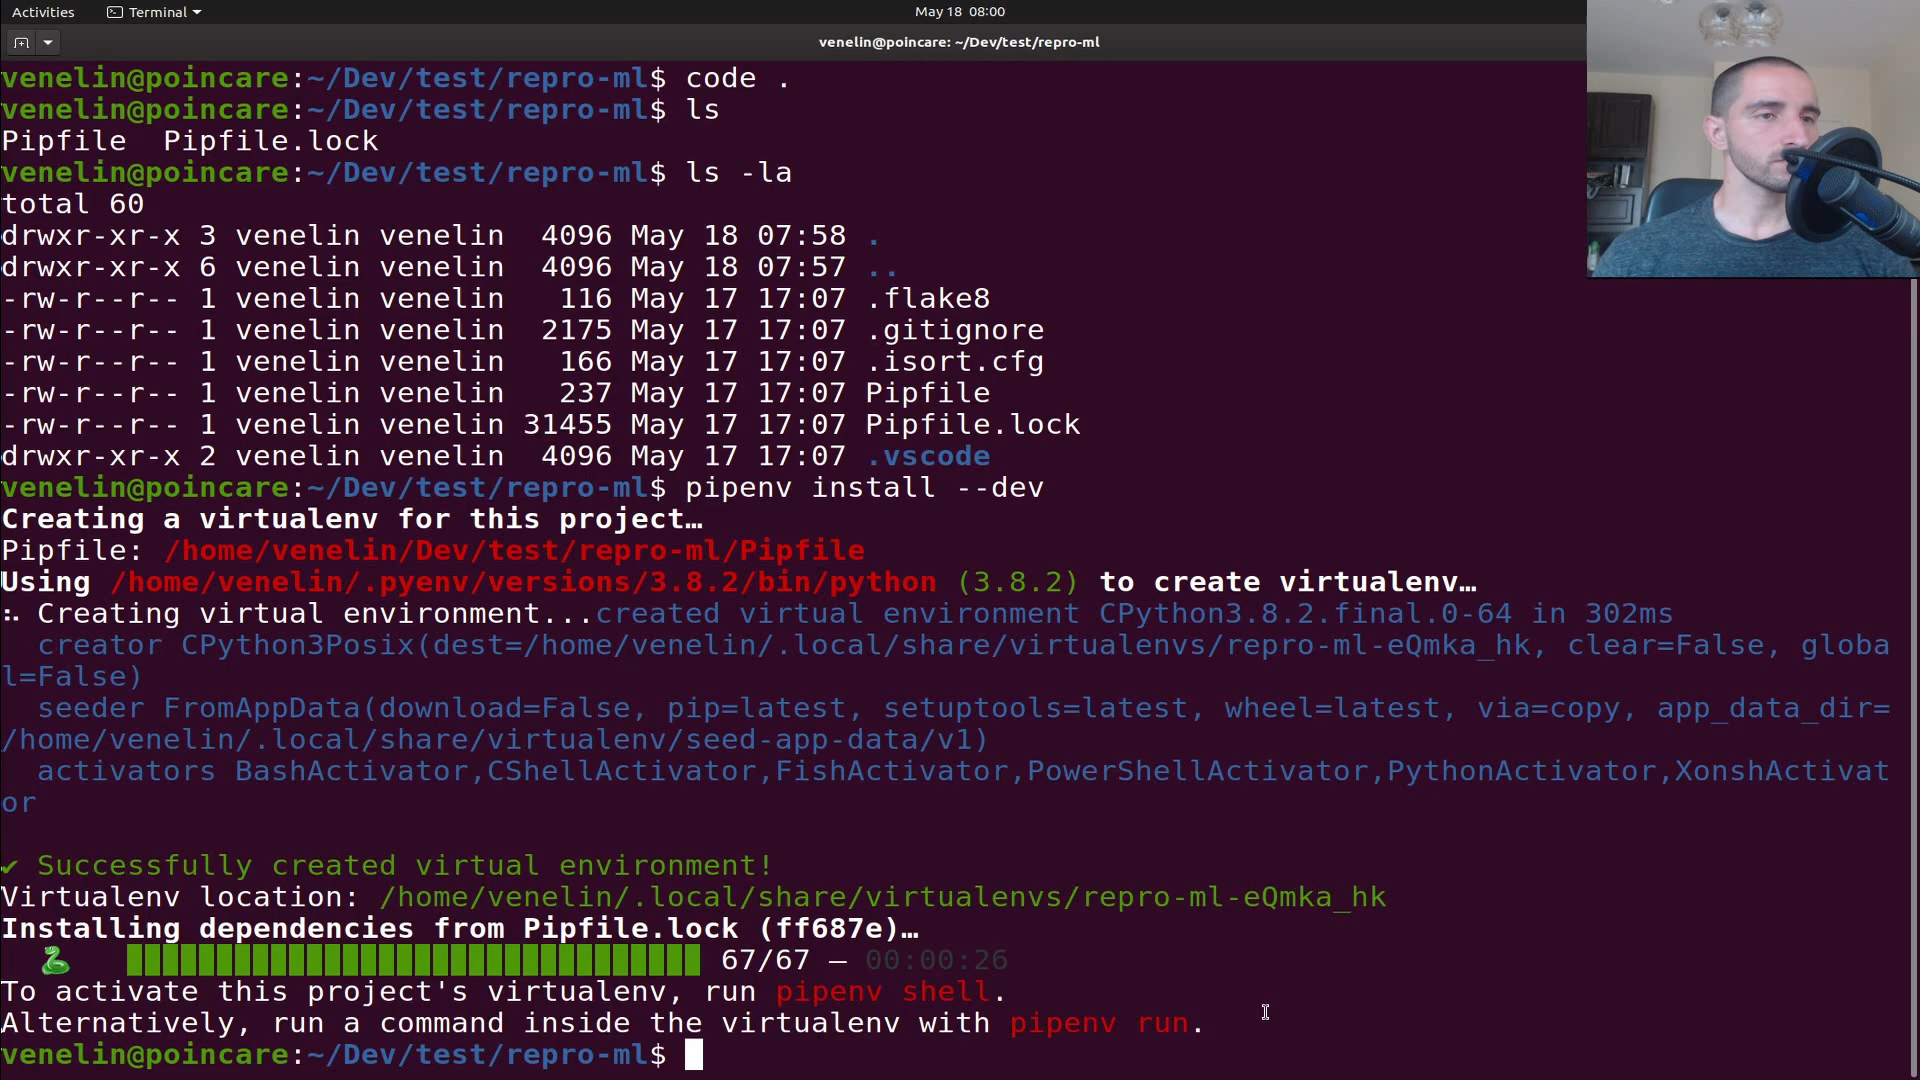 Activities Terminal May 18 08:00
venelin@poincare: ~/Dev/test/repro-ml
venelin@poincare:~/Dev/test/repro-ml$ code .
venelin@poincare:~/Dev/test/repro-ml$ ls
Pipfile  Pipfile.lock
venelin@poincare:~/Dev/test/repro-ml$ ls -la
total 60
drwxr-xr-x 3 venelin venelin  4096 May 18 07:58 .
drwxr-xr-x 6 venelin venelin  4096 May 18 07:57 ..
-rw-r--r-- 1 venelin venelin   116 May 17 17:07 .flake8
-rw-r--r-- 1 venelin venelin  2175 May 17 17:07 .gitignore
-rw-r--r-- 1 venelin venelin   166 May 17 17:07 .isort.cfg
-rw-r--r-- 1 venelin venelin   237 May 17 17:07 Pipfile
-rw-r--r-- 1 venelin venelin 31455 May 17 17:07 Pipfile.lock
drwxr-xr-x 2 venelin venelin  4096 May 17 17:07 .vscode
venelin@poincare:~/Dev/test/repro-ml$ pipenv install --dev
Creating a virtualenv for this project…
Pipfile: /home/venelin/Dev/test/repro-ml/Pipfile
Using /home/venelin/.pyenv/versions/3.8.2/bin/python (3.8.2) to create virtualenv…
Creating virtual environment...created virtual environment CPython3.8.2.final.0-64 in 302ms
  creator CPython3Posix(dest=/home/venelin/.local/share/virtualenvs/repro-ml-eQmka_hk, clear=False, globa
l=False)
  seeder FromAppData(download=False, pip=latest, setuptools=latest, wheel=latest, via=copy, app_data_dir=
/home/venelin/.local/share/virtualenv/seed-app-data/v1)
  activators BashActivator,CShellActivator,FishActivator,PowerShellActivator,PythonActivator,XonshActivat
or
✔ Successfully created virtual environment!
Virtualenv location: /home/venelin/.local/share/virtualenvs/repro-ml-eQmka_hk
Installing dependencies from Pipfile.lock (ff687e)…
67/67 — 00:00:26
To activate this project's virtualenv, run pipenv shell.
Alternatively, run a command inside the virtualenv with pipenv run.
venelin@poincare:~/Dev/test/repro-ml$